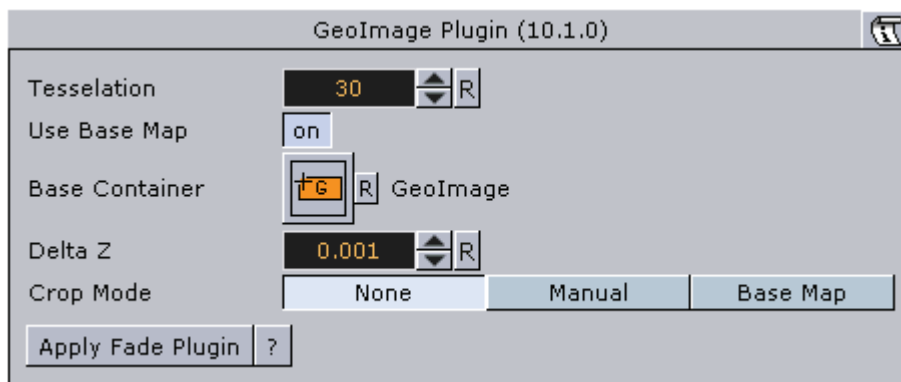 GeoImage Plugin (10.1.0)
Tesselation 30 R
Use Base Map on
Base Container G R GeoImage
Delta Z 0.001 R
Crop Mode None Manual Base Map
Apply Fade Plugin ?